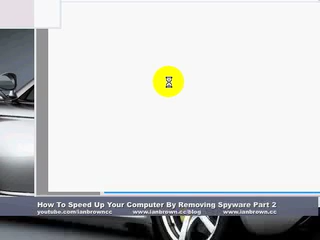 How To Speed Up Your Computer By Removing Spyware Part 2
youtube.com/ianbrowncc www.ianbrown.cc/blog www.ianbrown.cc